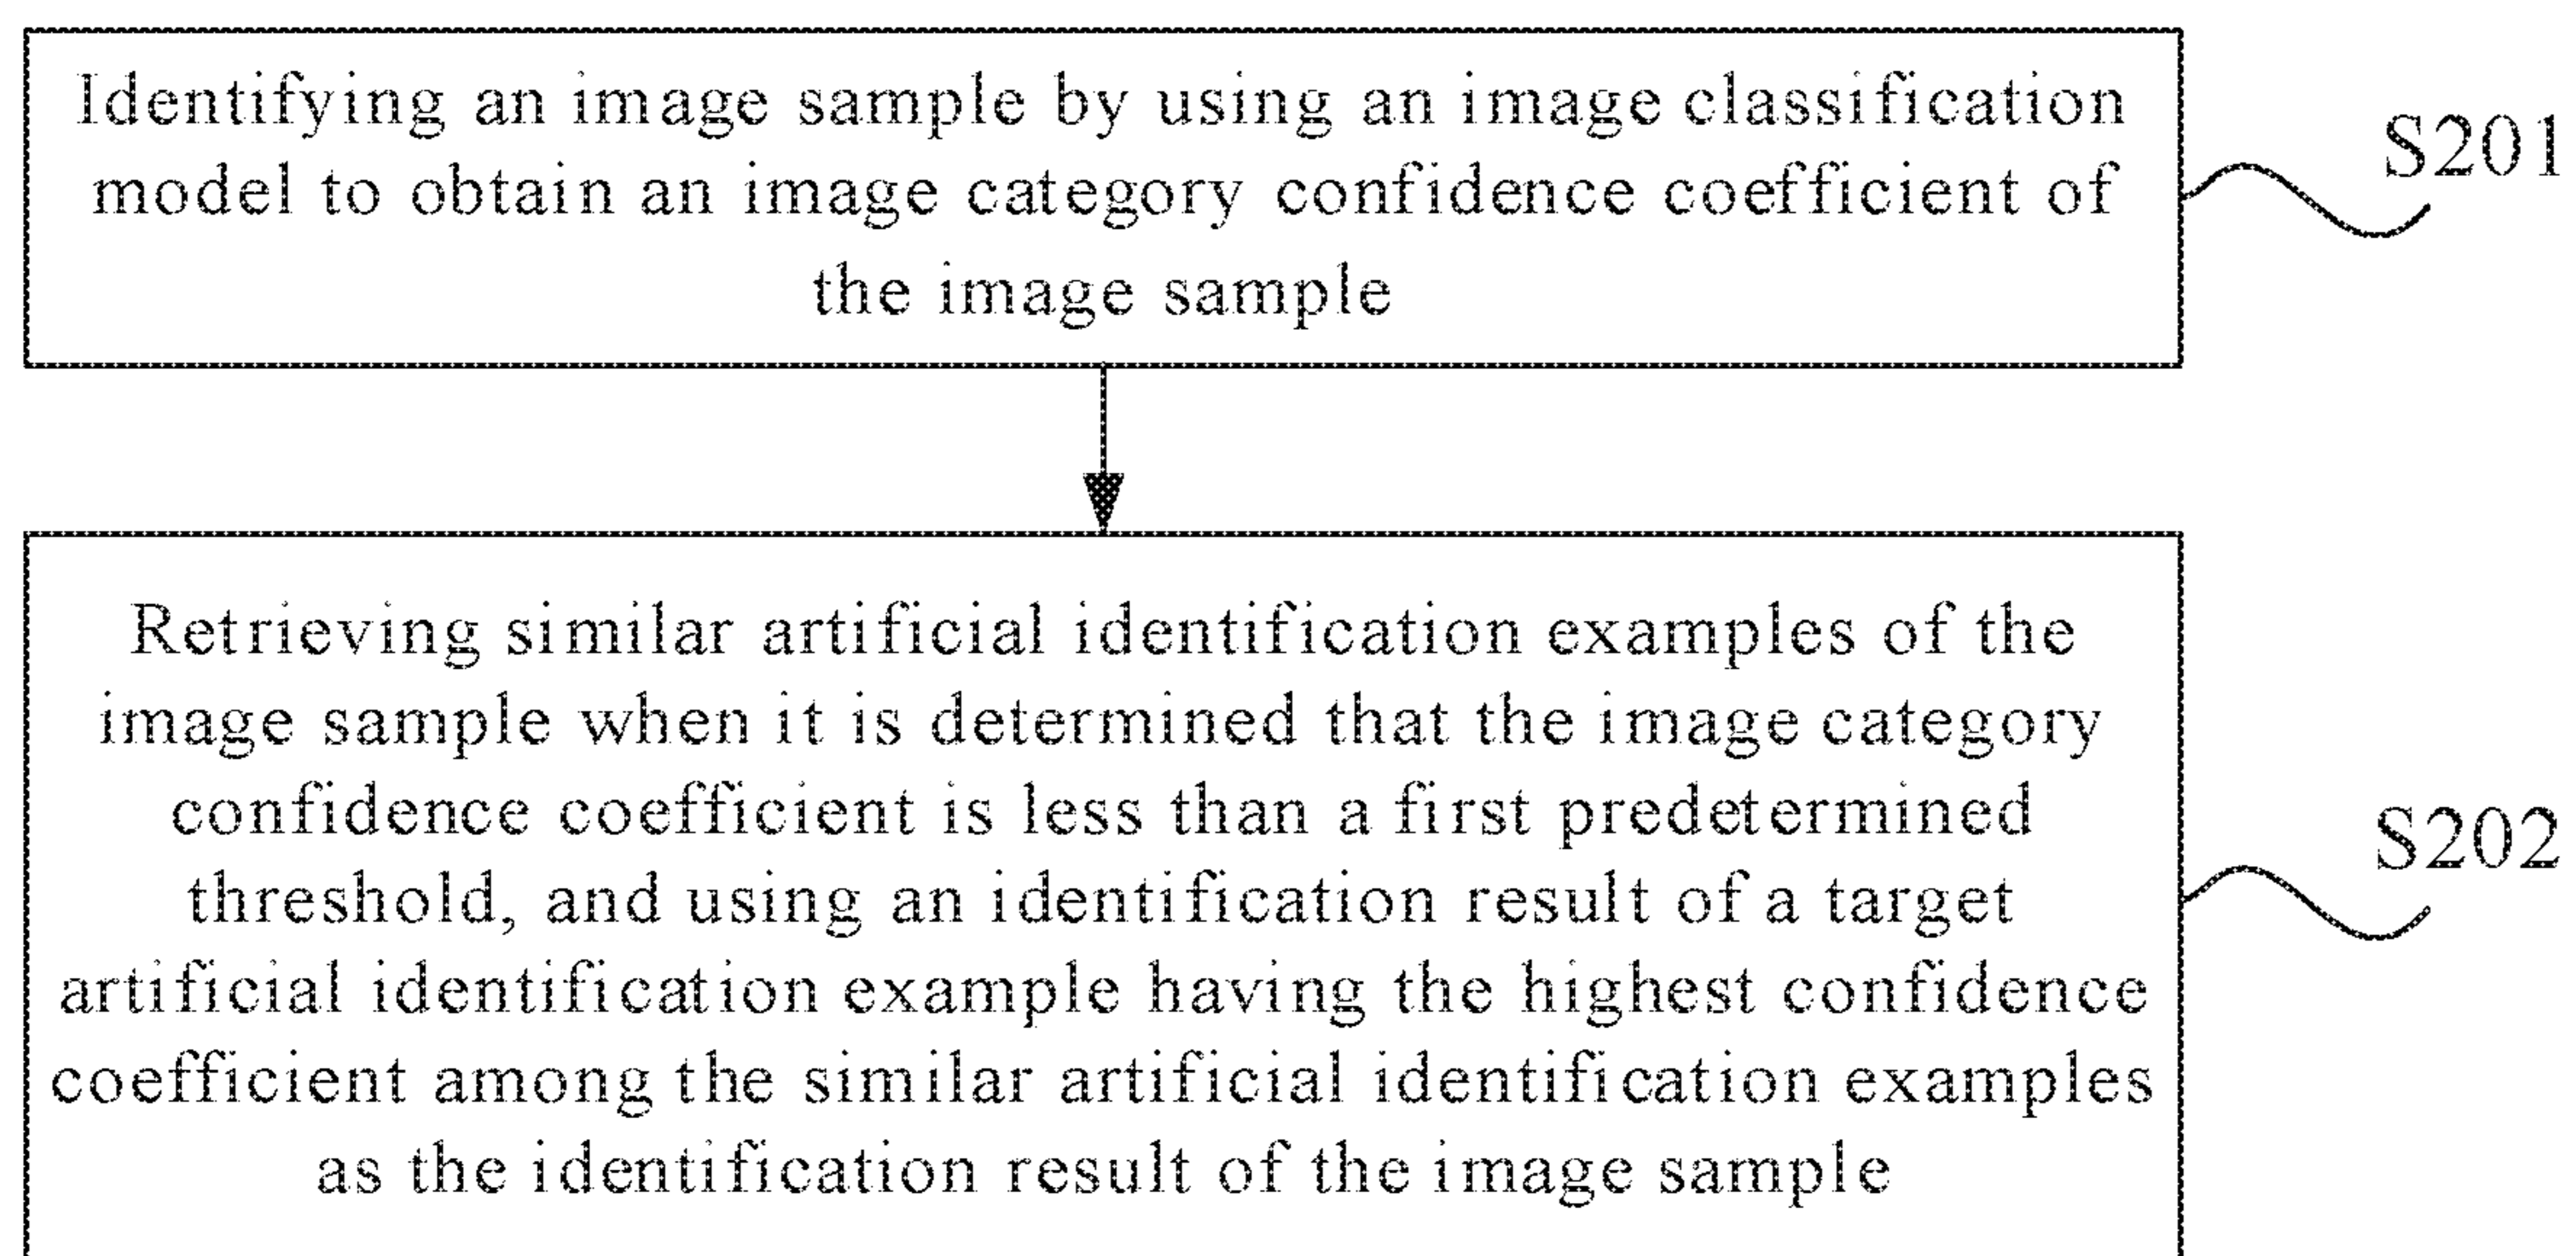 Identifying an image sample by using an image classification
model to obtain an image category confidence coefficient of
the image sample
S201
Retrieving similar artificial identification examples of the
image sample when it is determined that the image category
confidence coefficient is less than a first predetermined
threshold, and using an identification result of a target
artificial identification example having the highest confidence
coefficient among the similar artificial identification examples
as the identification result of the image sample
S202